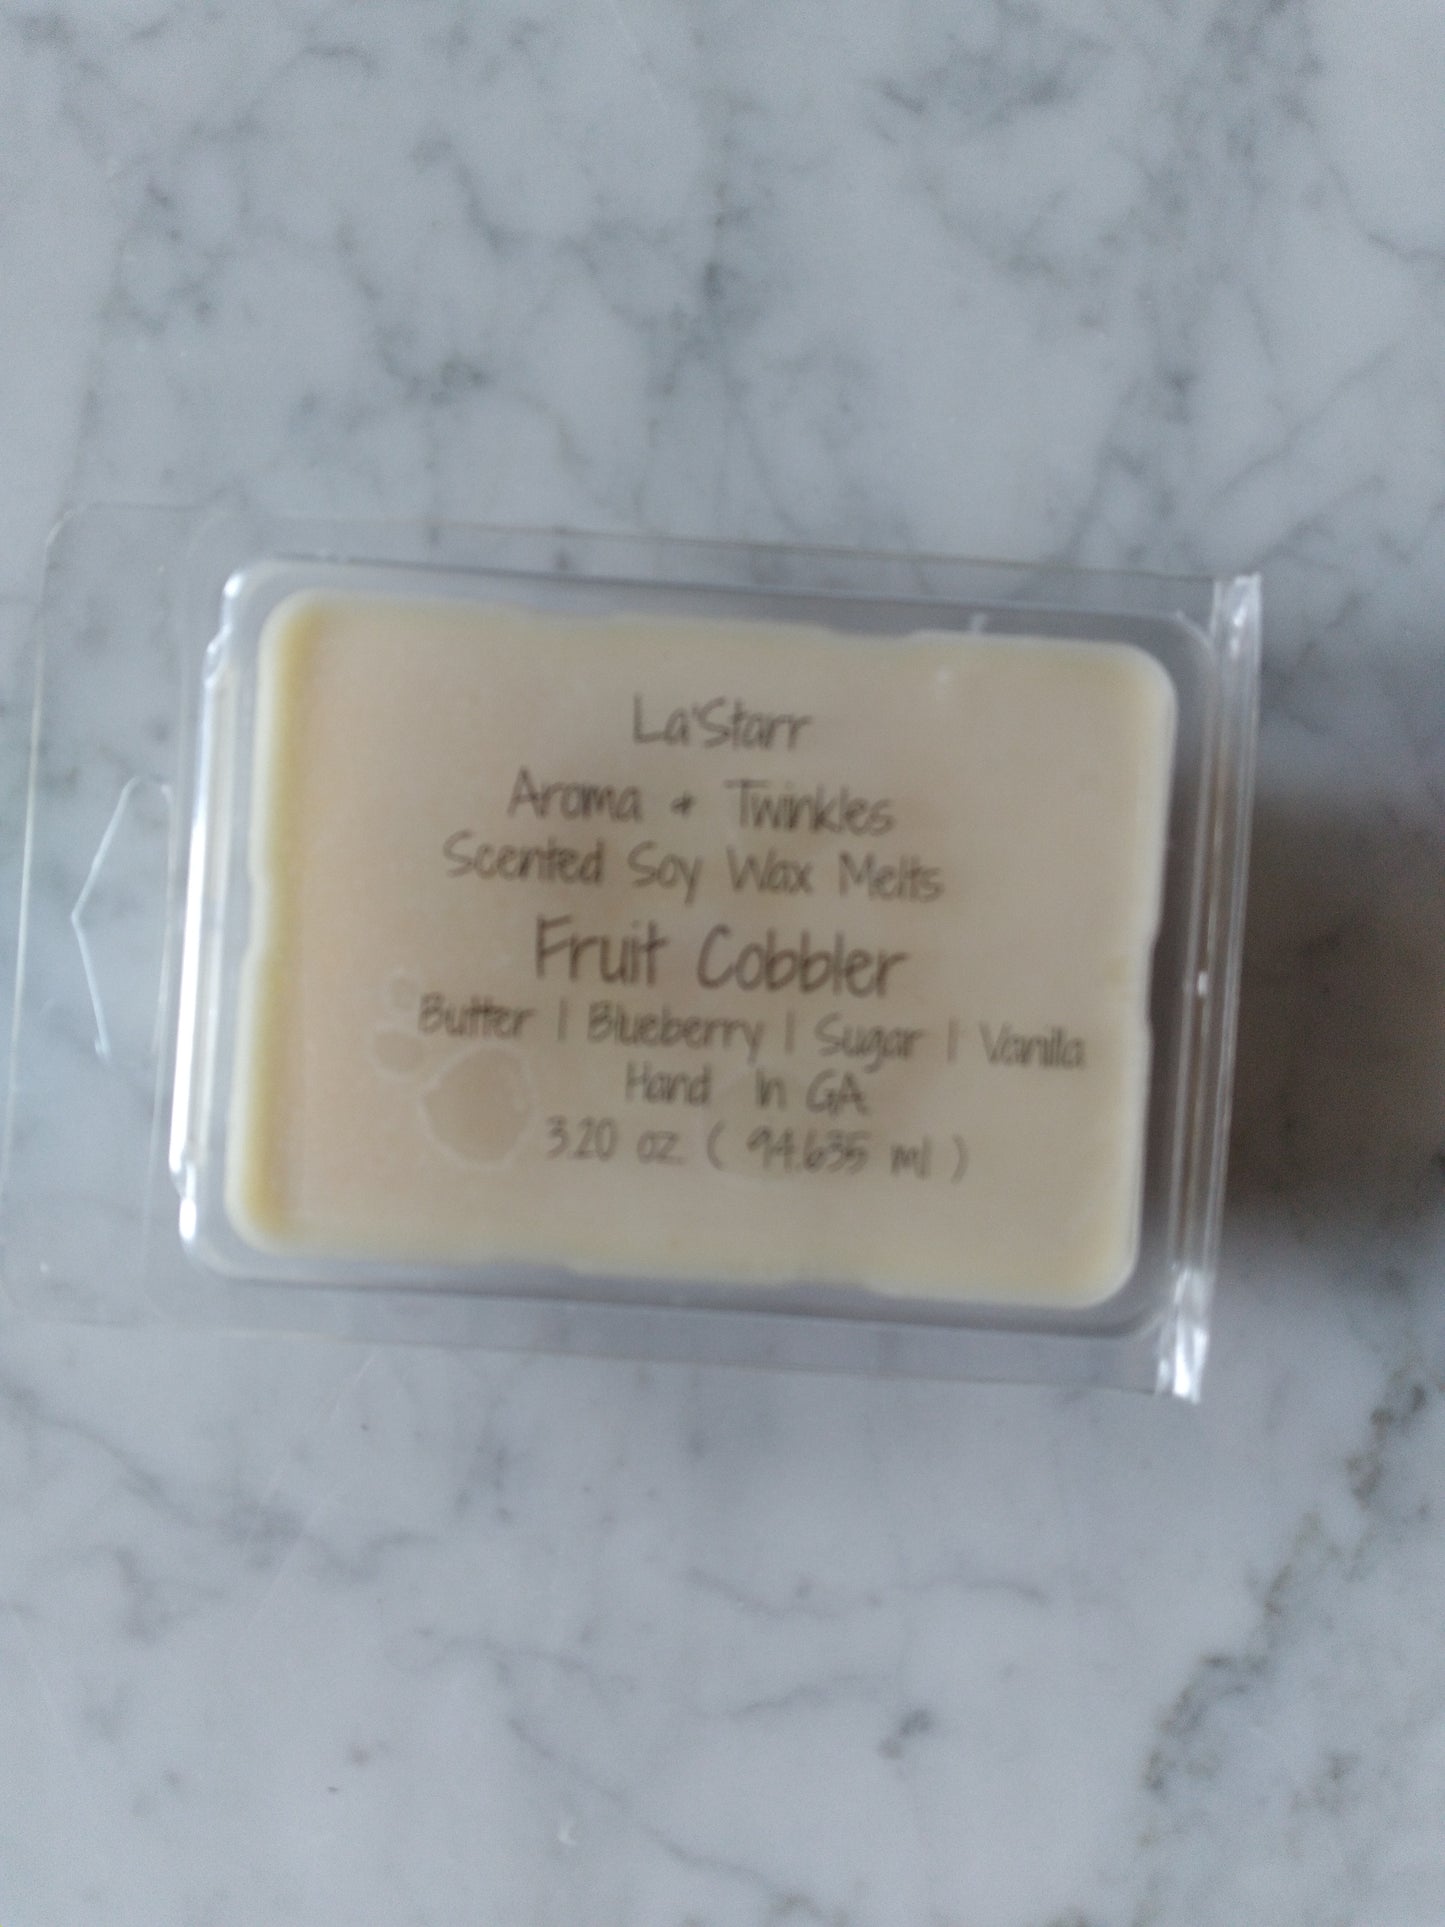 La'Starr
Aroma + Twinkles
Scented Soy Wax Melts
Fruit Cobbler
Butter | Blueberry | Sugar | Vanilla
Hand In GA
3.20 oz. ( 94.635 ml )